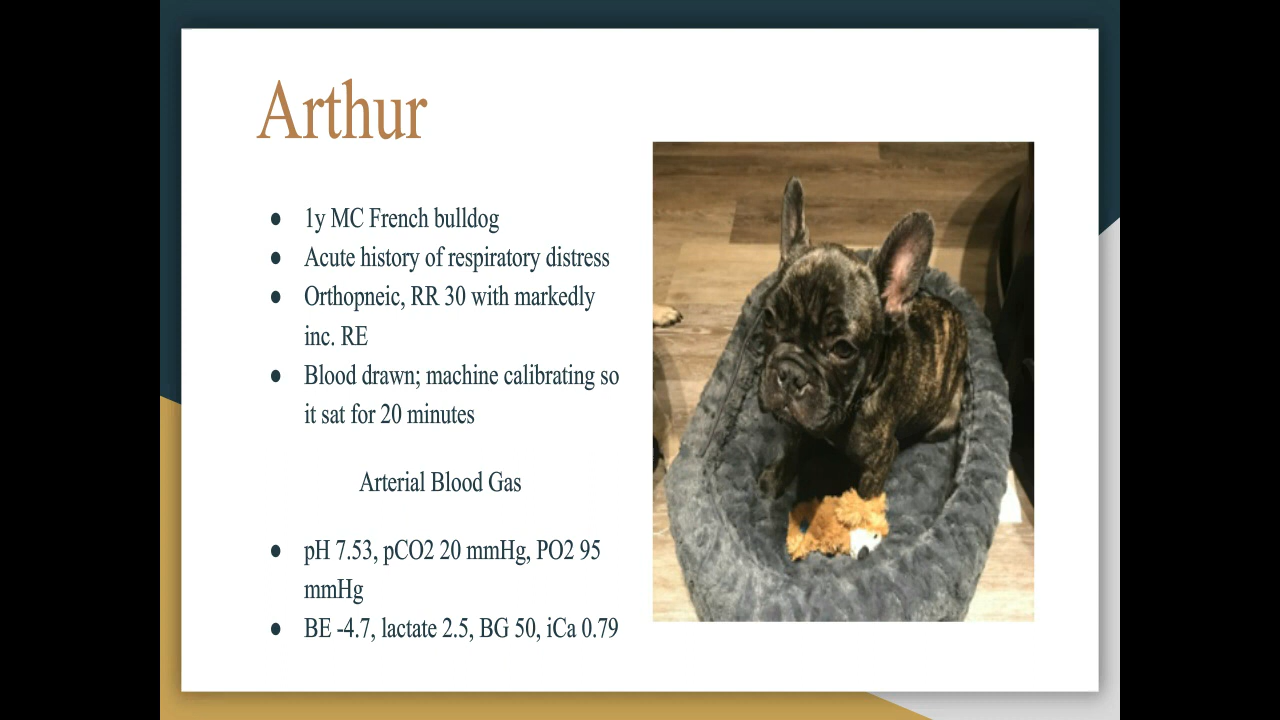 Arthur
● 1y MC French bulldog
● Acute history of respiratory distress
● Orthopneic, RR 30 with markedly
inc. RE
● Blood drawn; machine calibrating so
it sat for 20 minutes
Arterial Blood Gas
● pH 7.53, pCO2 20 mmHg, PO2 95
mmHg
● BE -4.7, lactate 2.5, BG 50, iCa 0.79